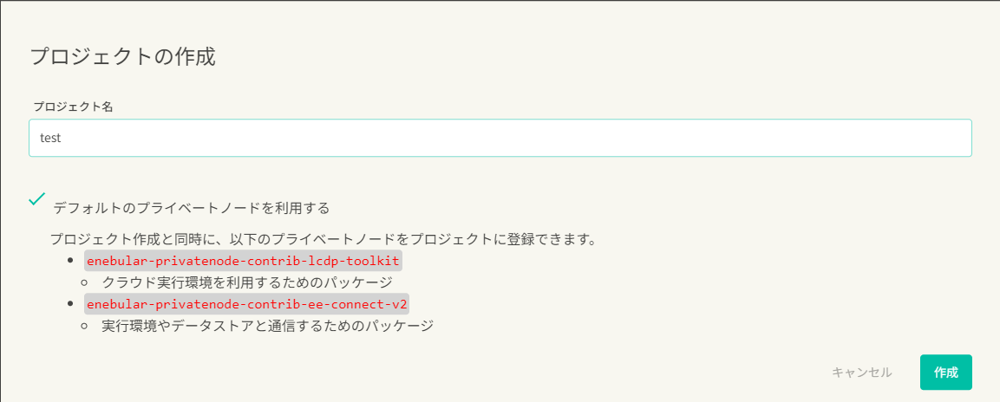 プロジェクトの作成
プロジェクト名
test
デフォルトのプライベートノードを利用する
プロジェクト作成と同時に、以下のプライベートノードをプロジェクトに登録できます。
enebular-privatenode-contrib-lcdp-toolkit
クラウド実行環境を利用するためのパッケージ
enebular-privatenode-contrib-ee-connect-v2
実行環境やデータストアと通信するためのパッケージ
キャンセル 作成